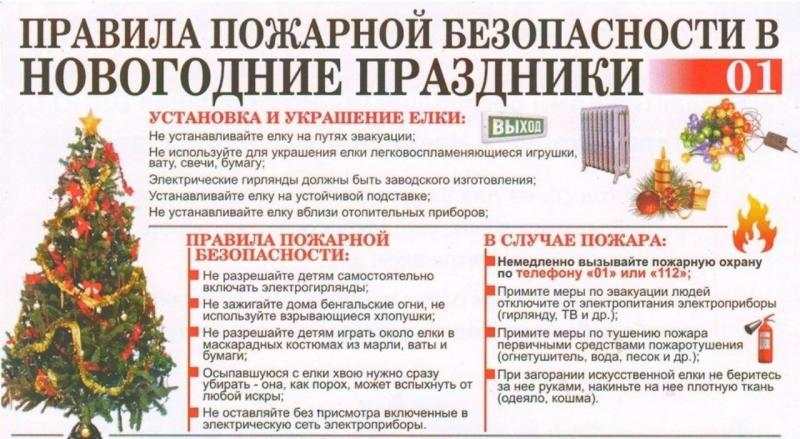 ПРАВИЛА ПОЖАРНОЙ БЕЗОПАСНОСТИ В
НОВОГОДНИЕ ПРАЗДНИКИ
01
УСТАНОВКА И УКРАШЕНИЕ ЕЛКИ:
Не устанавливайте елку на путях эвакуации;
Не используйте для украшения елки легковоспламеняющиеся игрушки,
вату, свечи, бумагу;
Электрические гирлянды должны быть заводского изготовления;
Устанавливайте елку на устойчивой подставке;
Не устанавливайте елку вблизи отопительных приборов;
ВЫХОД
ПРАВИЛА ПОЖАРНОЙ
БЕЗОПАСНОСТИ:
Не разрешайте детям самостоятельно
включать электрогирлянды;
Не зажигайте дома бенгальские огни, не
используйте взрывающиеся хлопушки;
Не разрешайте детям играть около елки в
маскарадных костюмах из марли, ваты и
бумаги;
Осыпавшуюся с елки хвою нужно сразу
убирать - она, как порох, может вспыхнуть от
любой искры;
Не оставляйте без присмотра включенные в
электрическую сеть электроприборы.
В СЛУЧАЕ ПОЖАРА:
Немедленно вызывайте пожарную охрану
по телефону «01» или «112»;
Примите меры по эвакуации людей
отключите от электропитания электроприборы
(гирлянду, ТВ и др.);
Примите меры по тушению пожара
первичными средствами пожаротушения
(огнетушитель, вода, песок и др.);
При загорании искусственной елки не беритесь
за нее руками, накиньте на нее плотную ткань
(одеяло, кошма).